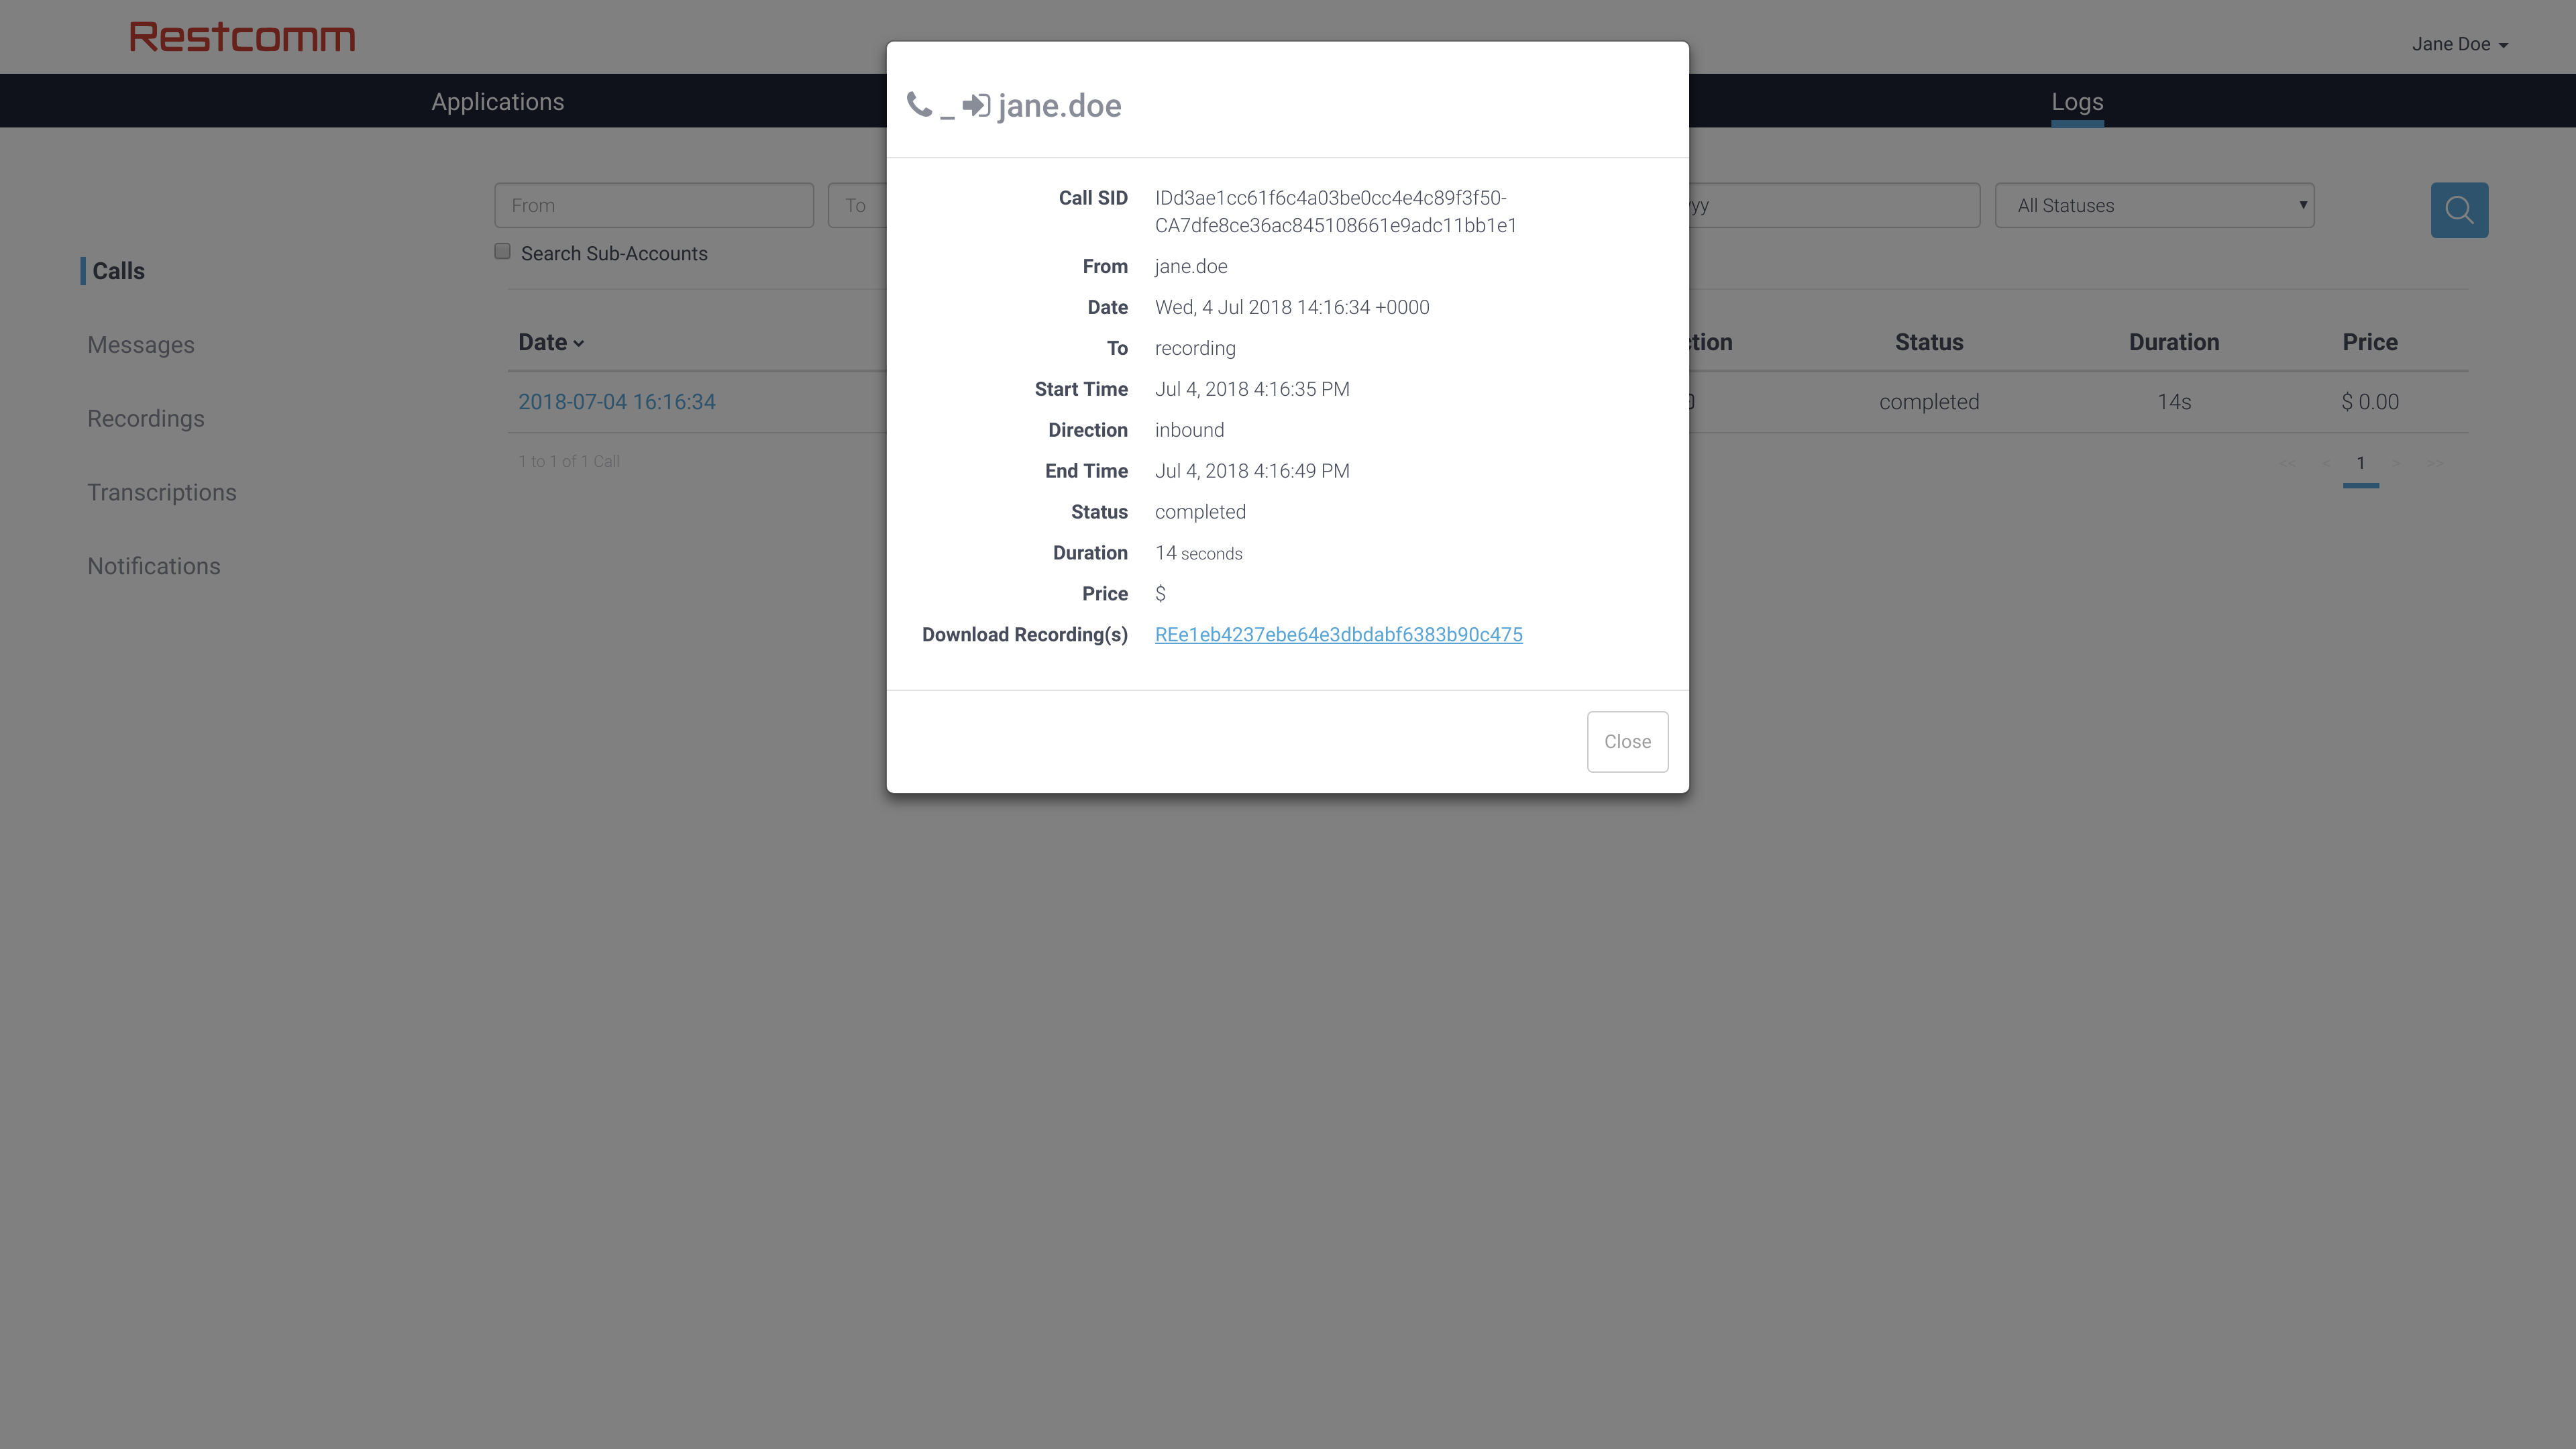 Restcomm
Jane Doe
Applications
Logs
_ jane.doe
From
To
yyy
All Statuses
Search Sub-Accounts
Calls
Messages
Recordings
Transcriptions
Notifications
Date
ction
Status
Duration
Price
2018-07-04 16:16:34
completed
14s
$ 0.00
1 to 1 of 1 Call
<< < 1 > >>
Call SID IDd3ae1cc61f6c4a03be0cc4e4c89f3f50-
CA7dfe8ce36ac845108661e9adc11bb1e1
From jane.doe
Date Wed, 4 Jul 2018 14:16:34 +0000
To recording
Start Time Jul 4, 2018 4:16:35 PM
Direction inbound
End Time Jul 4, 2018 4:16:49 PM
Status completed
Duration 14 seconds
Price $
Download Recording(s) REe1eb4237ebe64e3dbdabf6383b90c475
Close